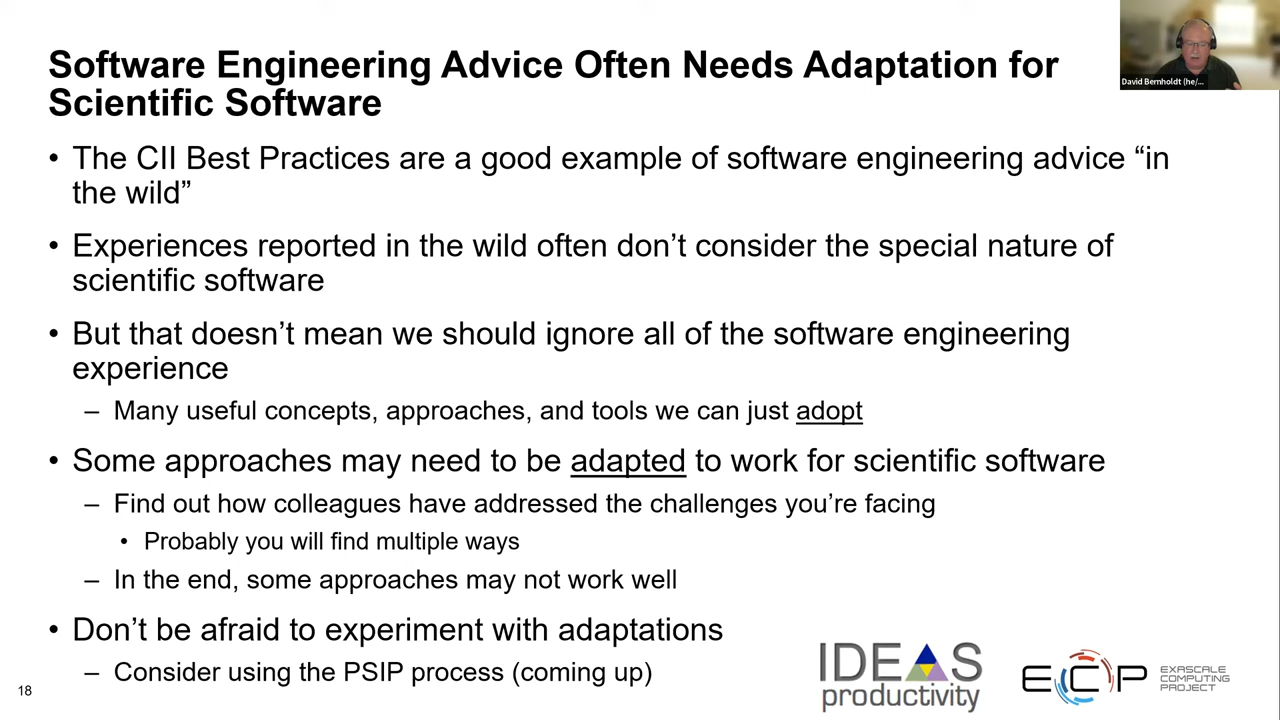 Software Engineering Advice Often Needs Adaptation for
Scientific Software
• The CII Best Practices are a good example of software engineering advice “in
the wild”
• Experiences reported in the wild often don’t consider the special nature of
scientific software
• But that doesn’t mean we should ignore all of the software engineering
experience
– Many useful concepts, approaches, and tools we can just adopt
• Some approaches may need to be adapted to work for scientific software
– Find out how colleagues have addressed the challenges you’re facing
• Probably you will find multiple ways
– In the end, some approaches may not work well
• Don’t be afraid to experiment with adaptations
– Consider using the PSIP process (coming up)
18
IDEAS
productivity
ECP
EXASCALE
COMPUTING
PROJECT
David Bernholdt (he/...